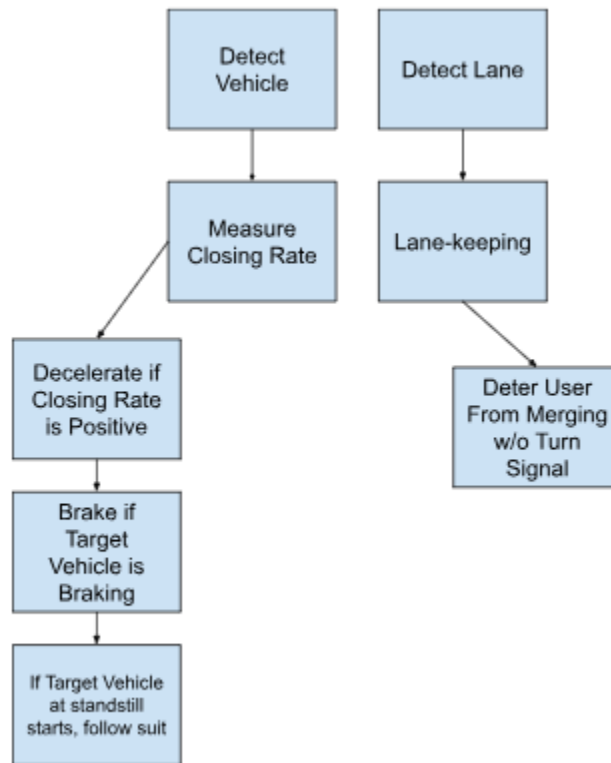 Detect
Vehicle
Detect Lane
Measure
Closing Rate
Lane-keeping
Decelerate if
Closing Rate
is Positive
Deter User
From Merging
w/o Turn
Signal
Brake if
Target
Vehicle is
Braking
If Target Vehicle
at standstill
starts, follow suit